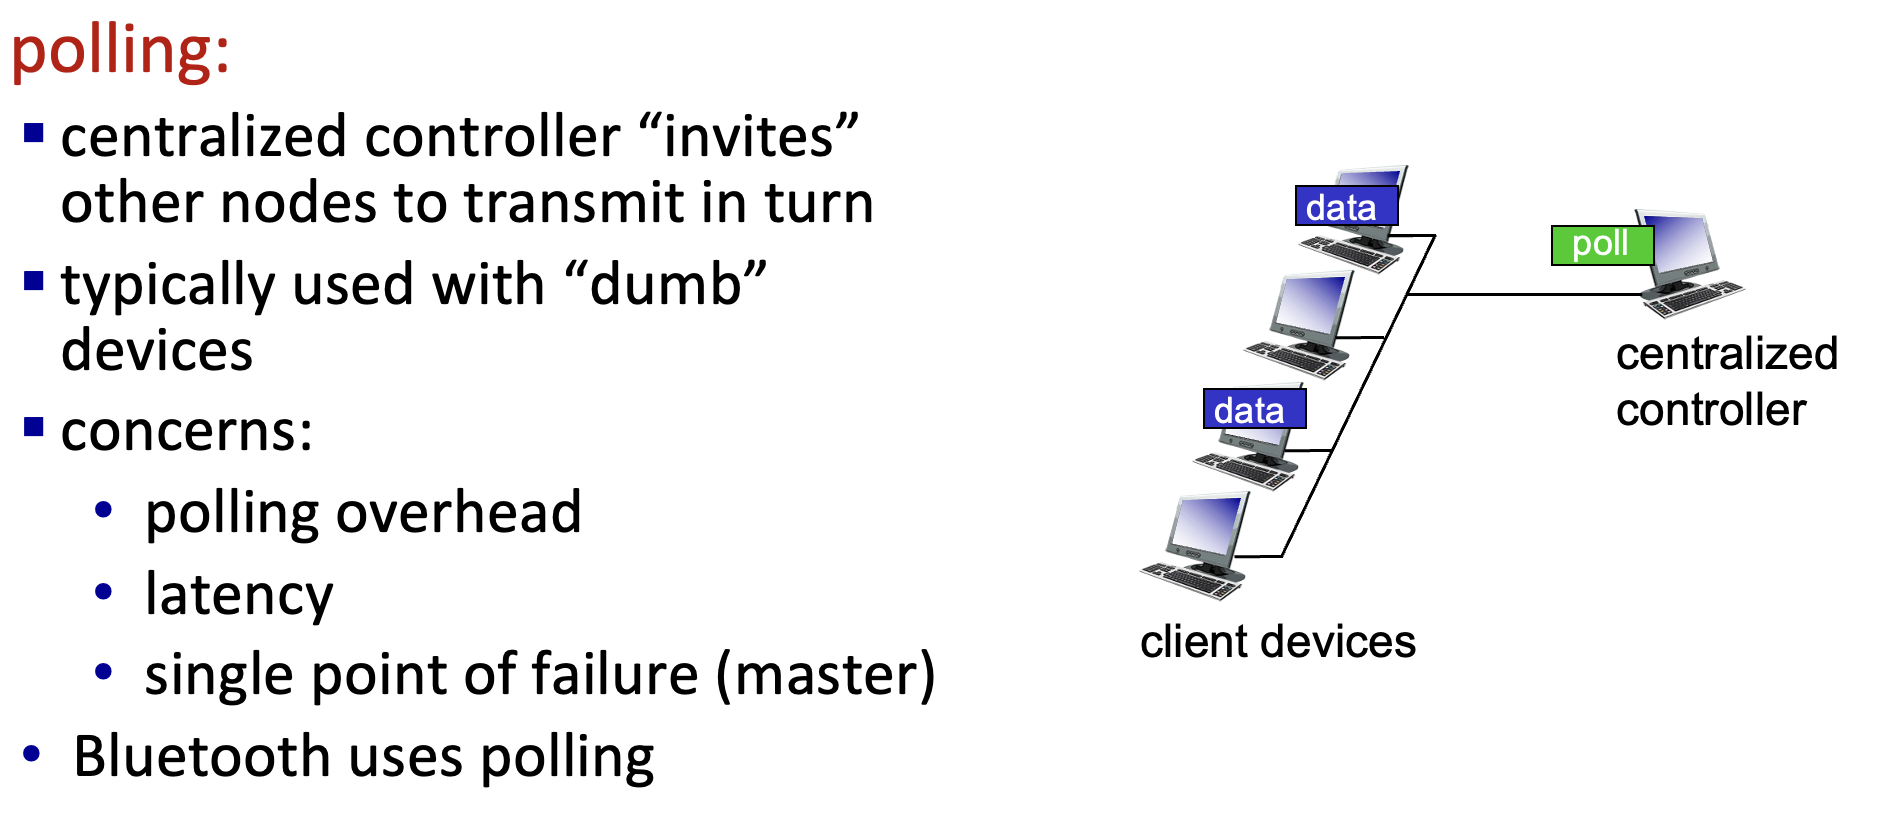 polling:
▪ centralized controller “invites”
other nodes to transmit in turn
▪ typically used with “dumb”
devices
▪ concerns:
• polling overhead
• latency
• single point of failure (master)
• Bluetooth uses polling
data
poll
data
centralized
controller
client devices